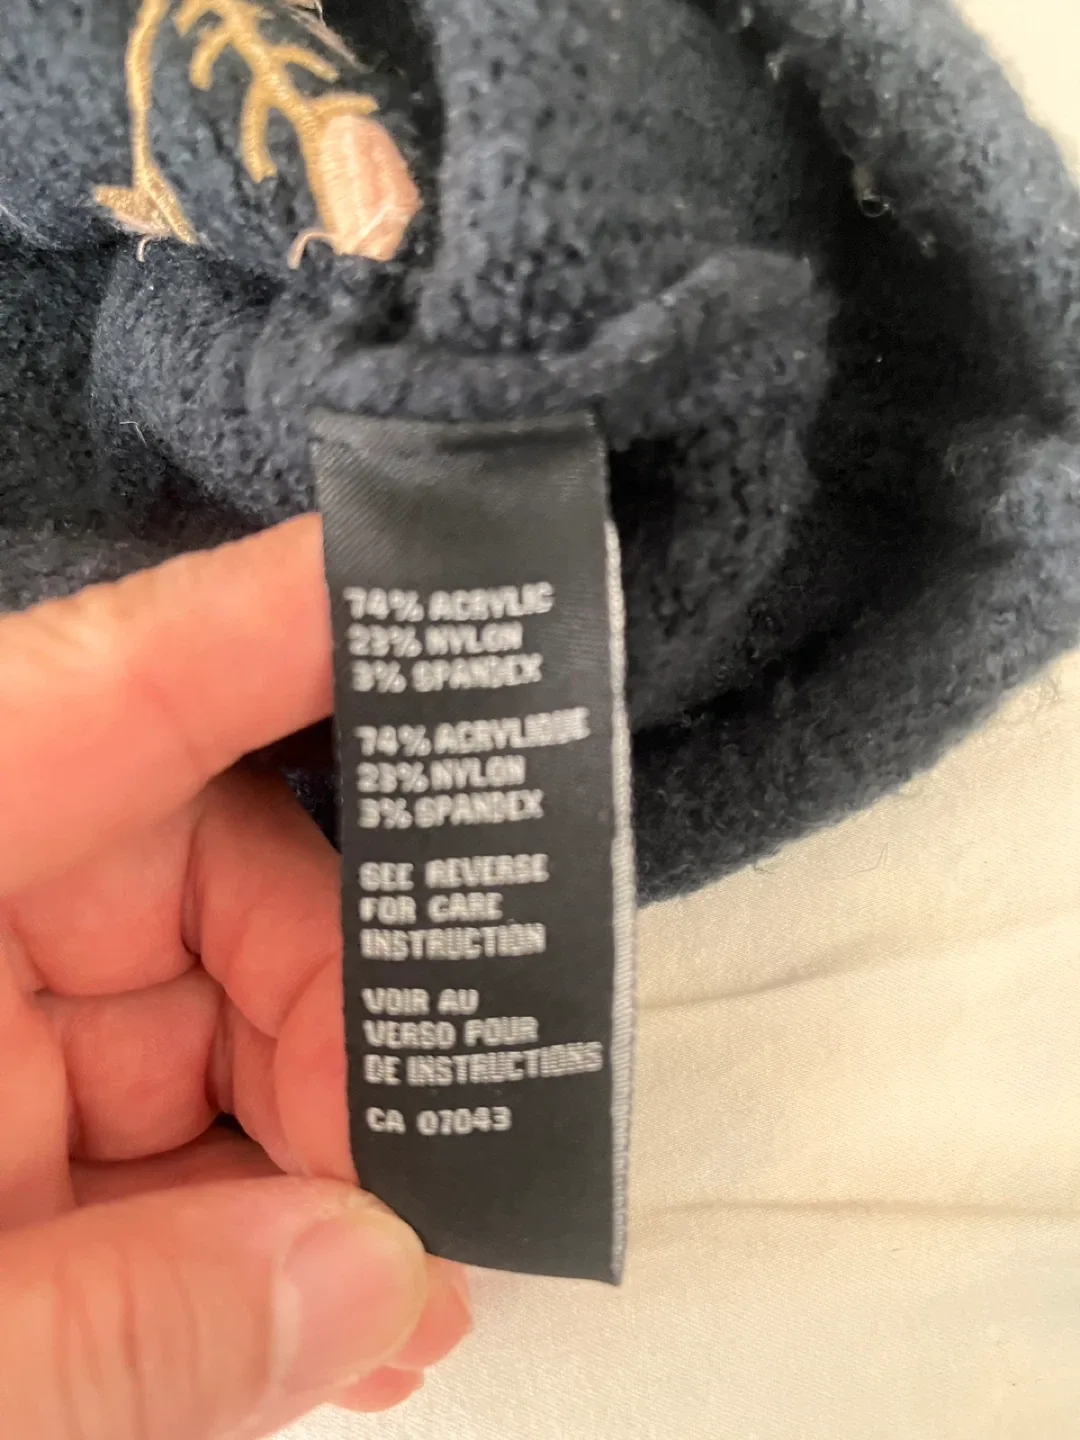 74% ACRYLIC
23% NYLON
3% SPANDEX
74% ACRYLIQUE
23% NYLON
3% SPANDEX
SEE REVERSE
FOR CARE
INSTRUCTION
VOIR AU
VERSO POUR
DE INSTRUCTIONS
CA 07043